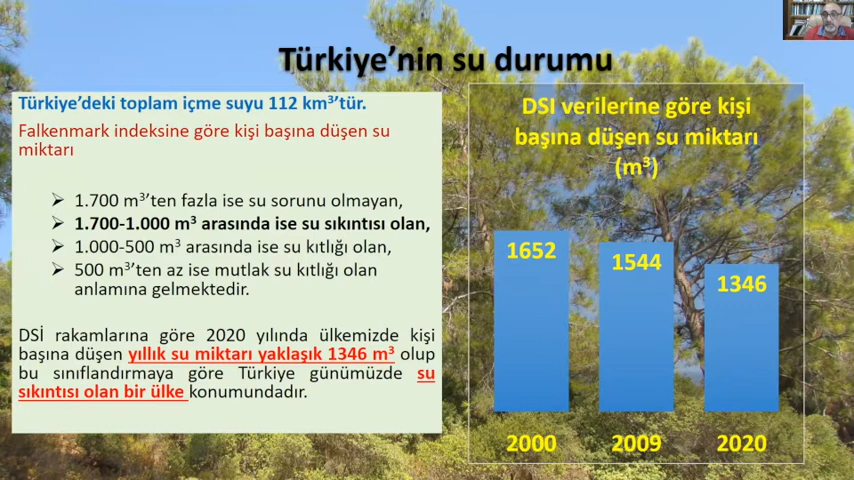 Türkiye’nin su durumu
Türkiye’deki toplam içme suyu 112 km³’tür.
Falkenmark indeksine göre kişi başına düşen su
miktarı
➢ 1.700 m³’ten fazla ise su sorunu olmayan,
➢ 1.700-1.000 m³ arasında ise su sıkıntısı olan,
➢ 1.000-500 m³ arasında ise su kıtlığı olan,
➢ 500 m³’ten az ise mutlak su kıtlığı olan
anlamına gelmektedir.
DSİ rakamlarına göre 2020 yılında ülkemizde kişi
başına düşen yıllık su miktarı yaklaşık 1346 m³ olup
bu sınıflandırmaya göre Türkiye günümüzde su
sıkıntısı olan bir ülke konumundadır.
DSI verilerine göre kişi
başına düşen su miktarı
(m³)
1652
1544
1346
2000
2009
2020